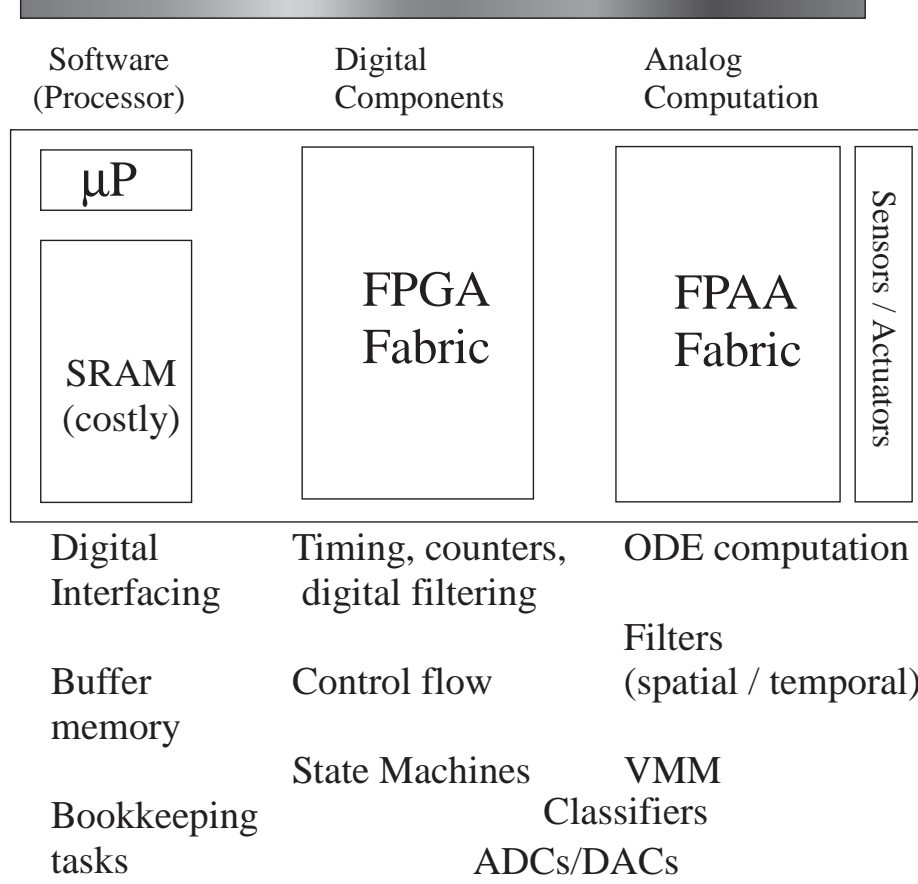 Software
(Processor)
Digital
Components
Analog
Computation
μP
SRAM
(costly)
FPGA
Fabric
FPAA
Fabric
Sensors / Actuators
Digital
Interfacing
Buffer
memory
Bookkeeping
tasks
Timing, counters,
digital filtering
Control flow
State Machines
ODE computation
Filters
(spatial / temporal)
VMM
Classifiers
ADCs/DACs